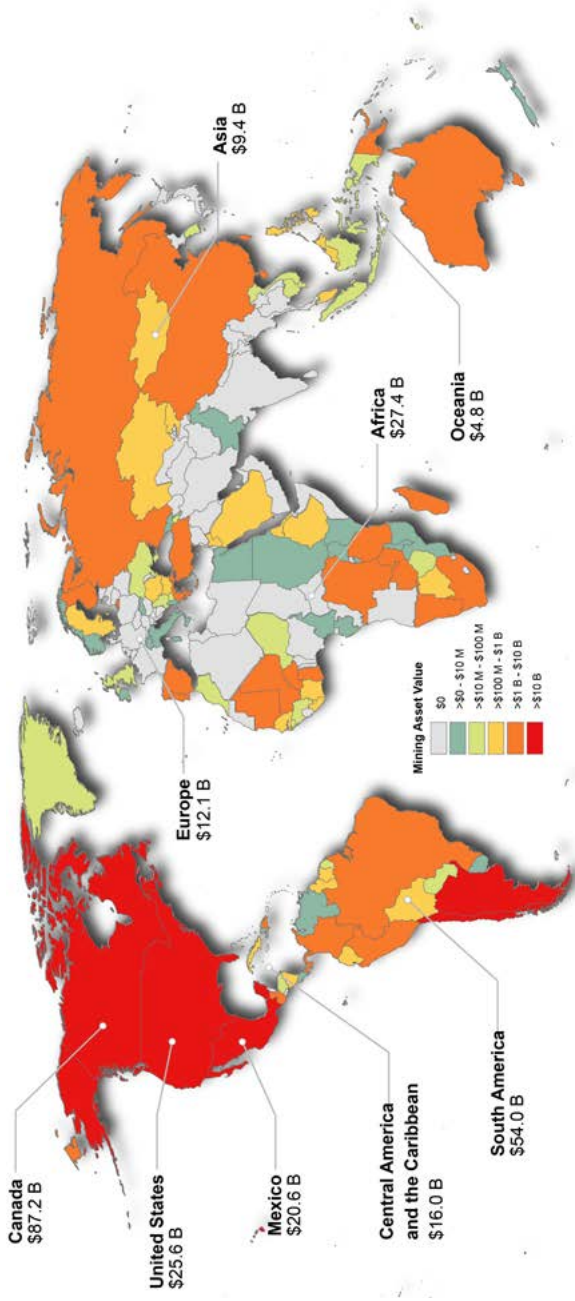 Canada
$87.2 B
United States
$25.6 B
Mexico
$20.6 B
Central America
and the Caribbean
$16.0 B
South America
$54.0 B
Europe
$12.1 B
Africa
$27.4 B
Asia
$9.4 B
Oceania
$4.8 B
Mining Asset Value
$0
>$0 - $10 M
>$10 M - $100 M
>$100 M - $1 B
>$1 B - $10 B
>$10 B